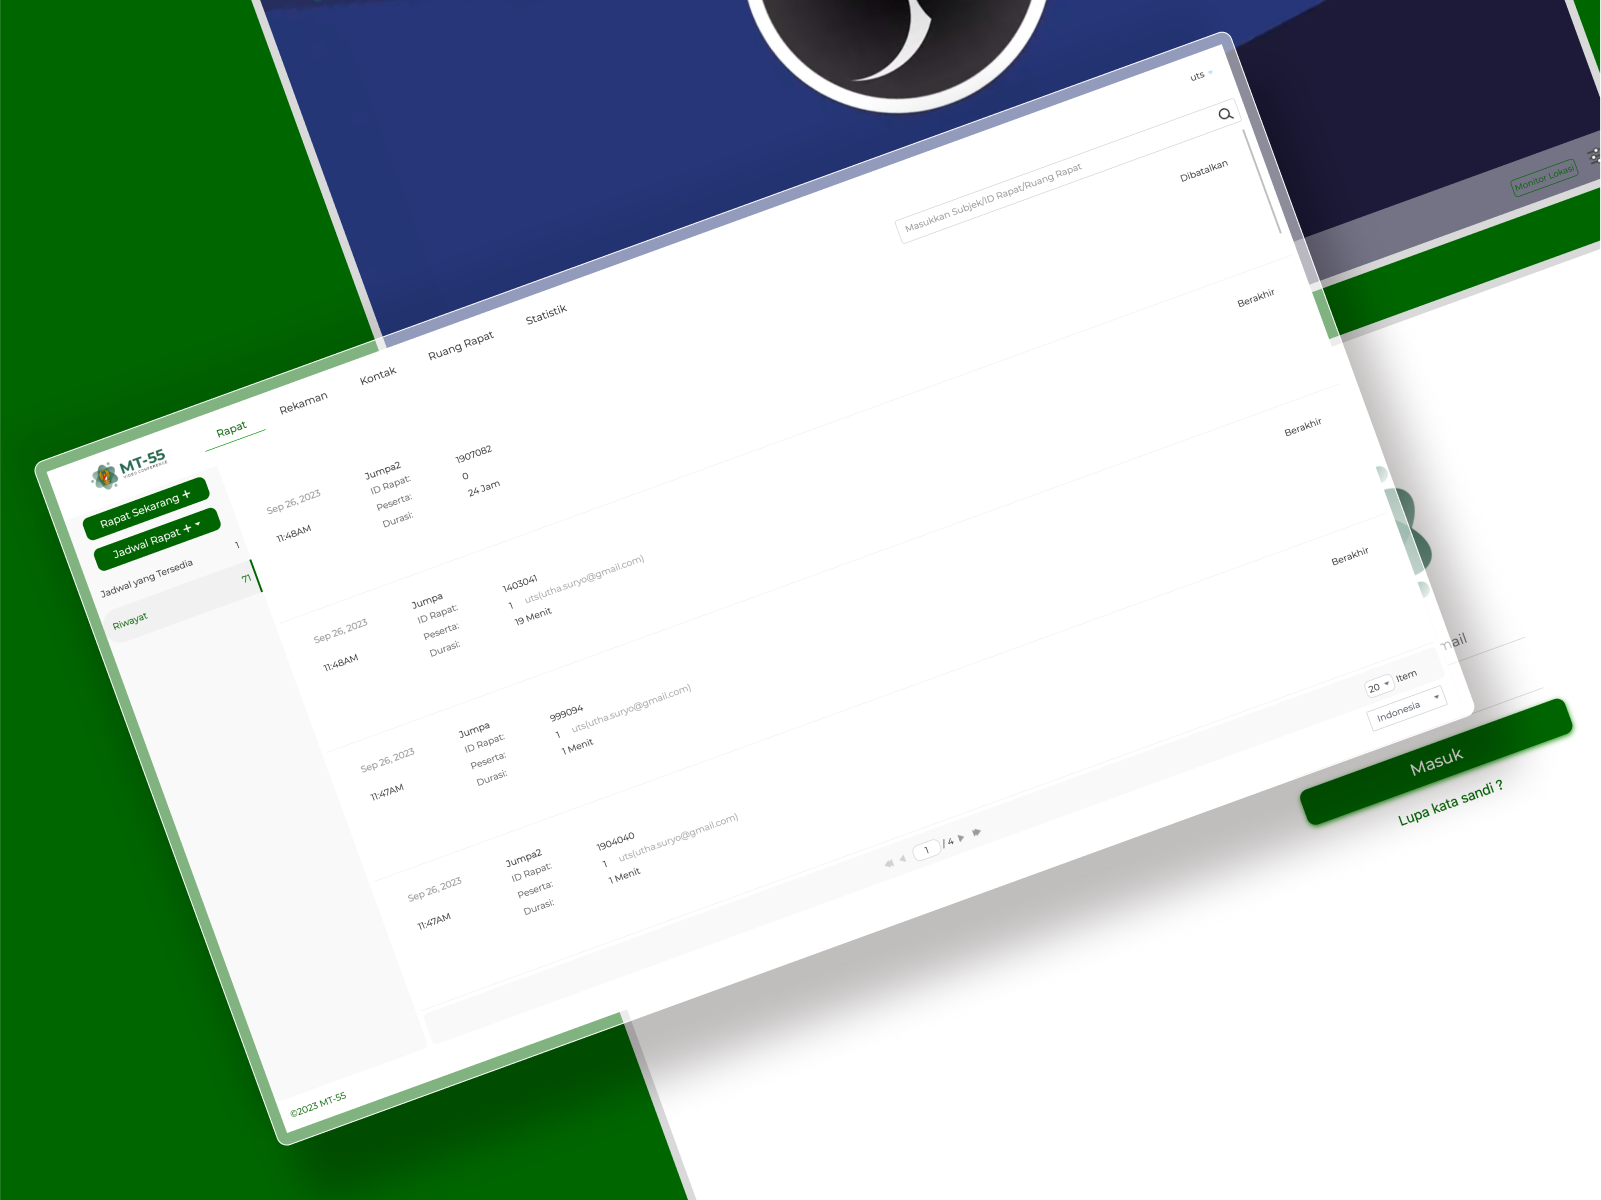 uts
Masukkan Subjek/ID Rapat/Ruang Rapat
Monitor Lokasi
MT-55
VIDEO CONFERENCE
Rapat
Rekaman
Kontak
Ruang Rapat
Statistik
Rapat Sekarang +
Jadwal Rapat +
Jadwal yang Tersedia 1
Riwayat 71
Sep 26, 2023
11:48AM
Jumpa2
ID Rapat: 1907082
Peserta: 0
Durasi: 24 Jam
Dibatalkan
Sep 26, 2023
11:48AM
Jumpa
ID Rapat: 1403041
Peserta: 1 uts(utha.suryo@gmail.com)
Durasi: 19 Menit
Berakhir
Sep 26, 2023
11:47AM
Jumpa
ID Rapat: 999094
Peserta: 1 uts(utha.suryo@gmail.com)
Durasi: 1 Menit
Berakhir
Sep 26, 2023
11:47AM
Jumpa2
ID Rapat: 1904040
Peserta: 1 uts(utha.suryo@gmail.com)
Durasi: 1 Menit
Berakhir
1 / 4
20 Item
Indonesia
©2023 MT-55
mail
Masuk
Lupa kata sandi ?